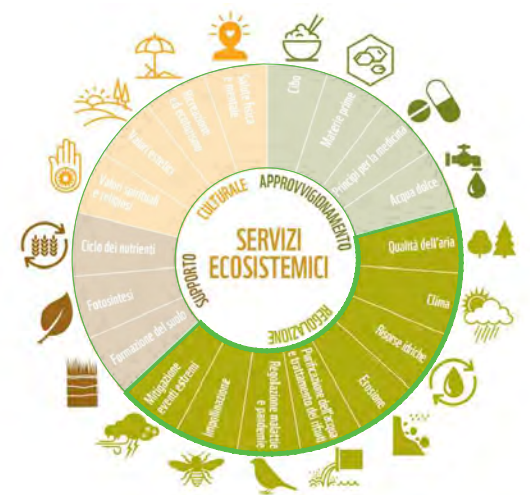 SERVIZI
ECOSISTEMICI
APPROVVIGIONAMENTO
Cibo
Materie prime
Principi per la medicina
Acqua dolce
REGOLAZIONE
Qualità dell'aria
Clima
Risorse idriche
Erosione
Purificazione dell'acqua
e trattamento dei rifiuti
Regolazione malattie
e pandemie
Impollinazione
Mitigazione
eventi estremi
SUPPORTO
Formazione del suolo
Fotosintesi
Ciclo dei nutrienti
CULTURALE
Valori spirituali
e religiosi
Valori estetici
Ricreazione
ed ecoturismo
Salute fisica
e mentale